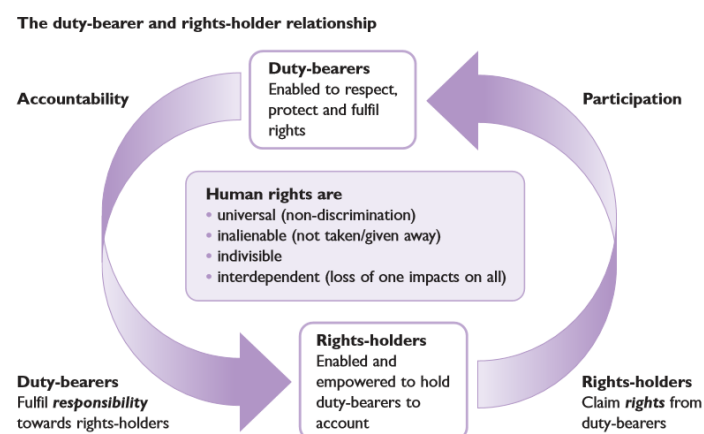 The duty-bearer and rights-holder relationship
Duty-bearers
Enabled to respect,
protect and fulfil
rights
Accountability
Participation
Human rights are
• universal (non-discrimination)
• inalienable (not taken/given away)
• indivisible
• interdependent (loss of one impacts on all)
Rights-holders
Enabled and
empowered to hold
duty-bearers to
account
Duty-bearers
Fulfil responsibility
towards rights-holders
Rights-holders
Claim rights from
duty-bearers